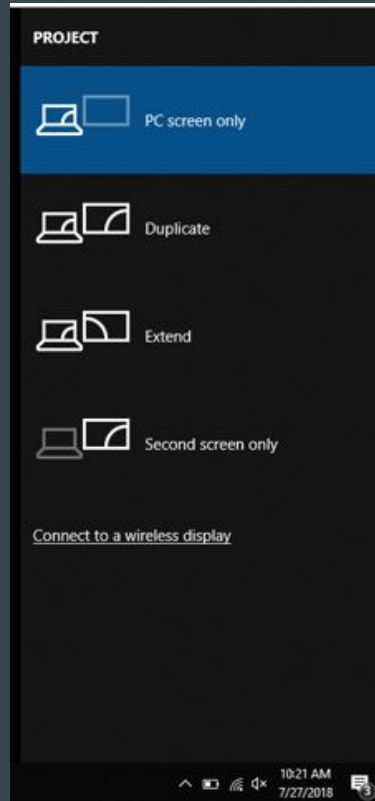 PROJECT
PC screen only
Duplicate
Extend
Second screen only
Connect to a wireless display
10:21 AM
7/27/2018
3